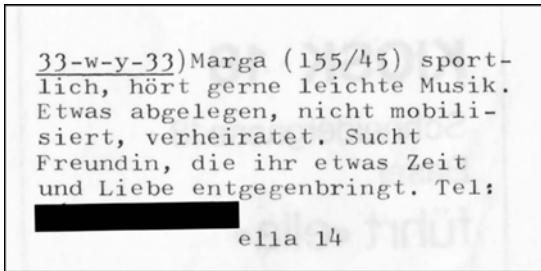 33-w-y-33)Marga (155/45) sport-
lich, hört gerne leichte Musik.
Etwas abgelegen, nicht mobili-
siert, verheiratet. Sucht
Freundin, die ihr etwas Zeit
und Liebe entgegenbringt. Tel:
ella 14